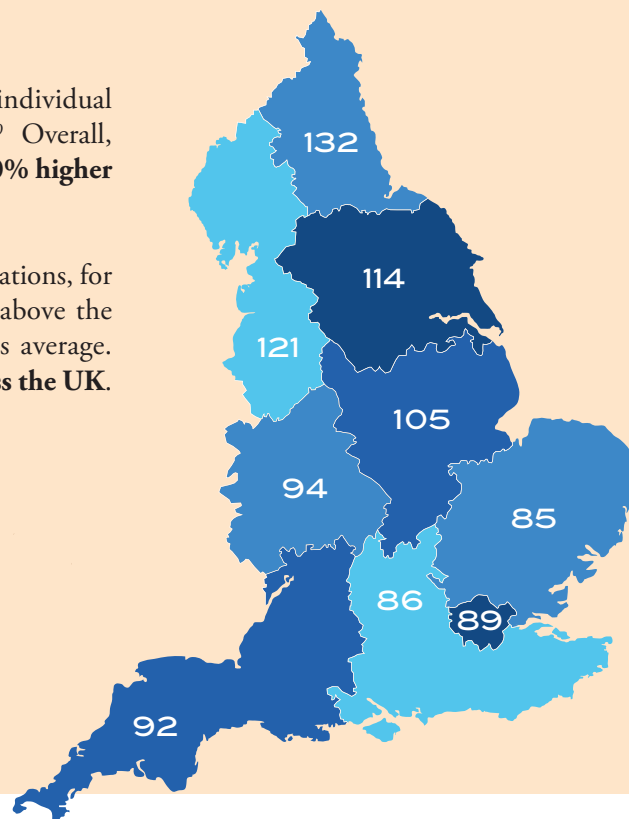 individual
Overall,
0% higher
ations, for
above the
s average.
ss the UK.
132
114
121
105
94
85
86
89
92